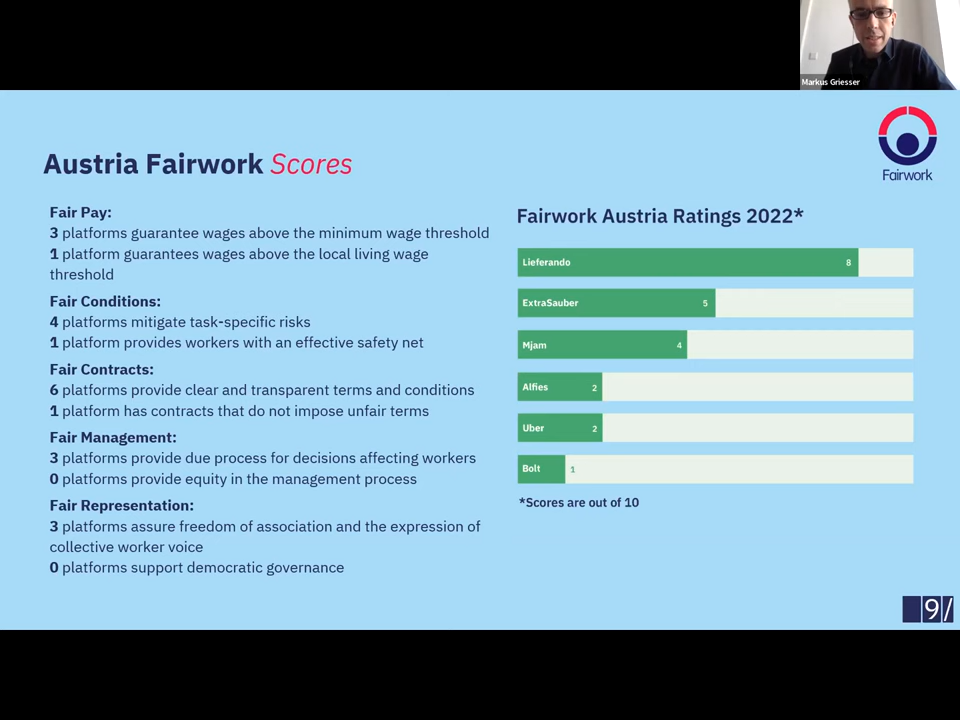 Markus Griesser
Fairwork
Austria Fairwork Scores
Fair Pay:
3 platforms guarantee wages above the minimum wage threshold
1 platform guarantees wages above the local living wage
threshold
Fair Conditions:
4 platforms mitigate task-specific risks
1 platform provides workers with an effective safety net
Fair Contracts:
6 platforms provide clear and transparent terms and conditions
1 platform has contracts that do not impose unfair terms
Fair Management:
3 platforms provide due process for decisions affecting workers
0 platforms provide equity in the management process
Fair Representation:
3 platforms assure freedom of association and the expression of
collective worker voice
0 platforms support democratic governance
Fairwork Austria Ratings 2022*
Lieferando 8
ExtraSauber 5
Mjam 4
Alfies 2
Uber 2
Bolt 1
*Scores are out of 10
9/